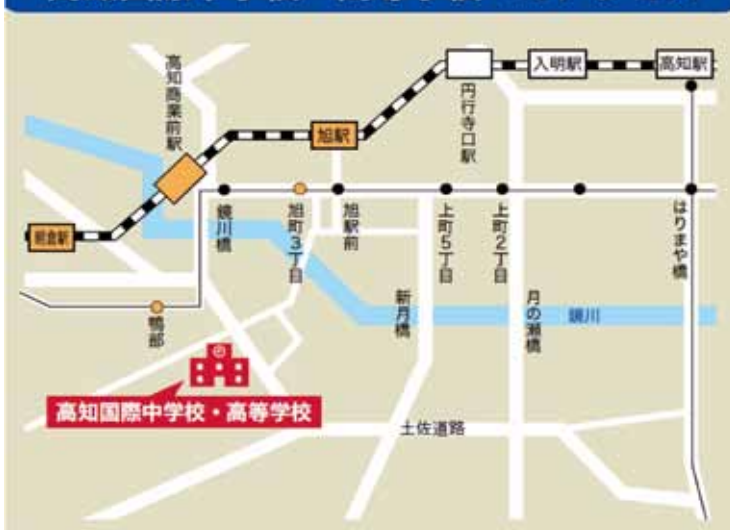 高知商業前駅
円行寺口駅
入明駅
高知駅
旭駅
朝倉駅
鏡川橋
旭町3丁目
旭駅前
上町5丁目
上町2丁目
はりまや橋
鴨部
新月橋
月の瀬橋
鏡川
高知国際中学校・高等学校
土佐道路